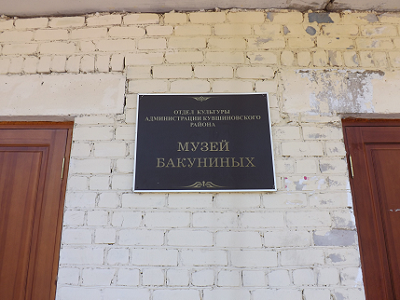 ОТДЕЛ КУЛЬТУРЫ
АДМИНИСТРАЦИИ КУВШИНОВСКОГО
РАЙОНА
МУЗЕЙ
БАКУНИНЫХ